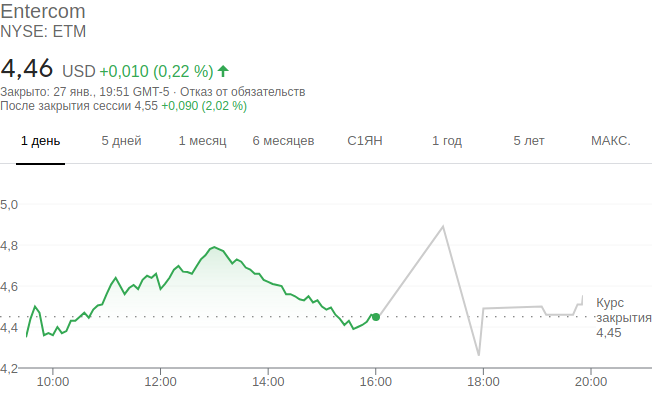 Entercom
NYSE: ETM
4,46 USD +0,010 (0,22 %)
Закрыто: 27 янв., 19:51 GMT-5 · Отказ от обязательств
После закрытия сессии 4,55 +0,090 (2,02 %)
1 день 5 дней 1 месяц 6 месяцев С1ЯН 1 год 5 лет МАКС.
5,0
4,8
4,6
4,4
4,2
Курс
закрытия
4,45
10:00 12:00 14:00 16:00 18:00 20:00